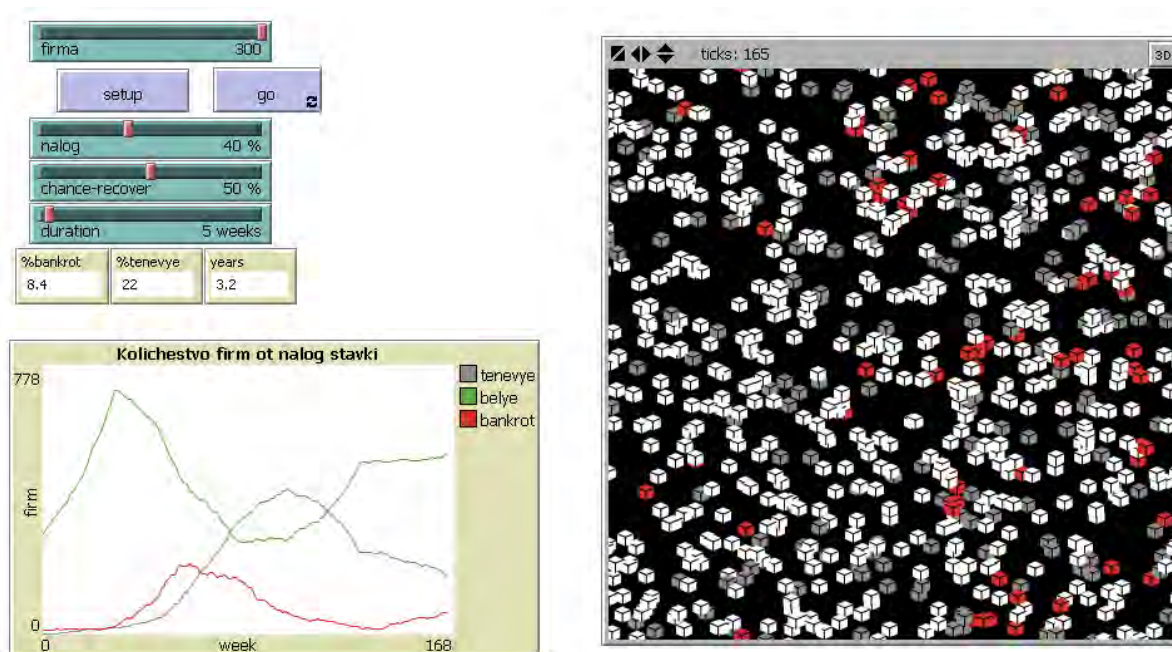 firma 300
setup
go
nalog 40 %
chance-recover 50 %
duration 5 weeks
%bankrot %tenevye years
8.4 22 3.2
Kolichestvo firm ot nalog stavki
778
firm
0
0 week 168
tenevye
belye
bankrot
ticks: 165
3D